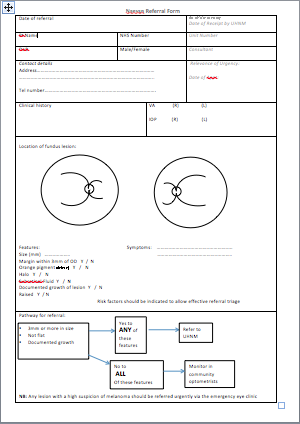 Naevus Referral Form
Date of referral:
Date of Receipt by UHNM
Name
NHS Number
Unit Number
DoB
Male/Female
Consultant
Contact details
Address:
Relevance of Urgency:
Date of
Tel number
Clinical history
VA (R) (L)
IOP (R) (L)
Location of fundus lesion:
Features: Symptoms:
Size (mm)
Margin within 3mm of OD Y / N
Orange pigment Y / N
Halo Y / N
Fluid Y / N
Documented growth of lesion Y / N
Raised Y / N
Risk factors should be indicated to allow effective referral triage
Pathway for referral:
3mm or more in size
Not flat
Documented growth
Yes to
ANY of
these
features
Refer to
UHNM
No to
ALL
Of these features
Monitor in
community
optometrists
NB: Any lesion with a high suspicion of melanoma should be referred urgently via the emergency eye clinic